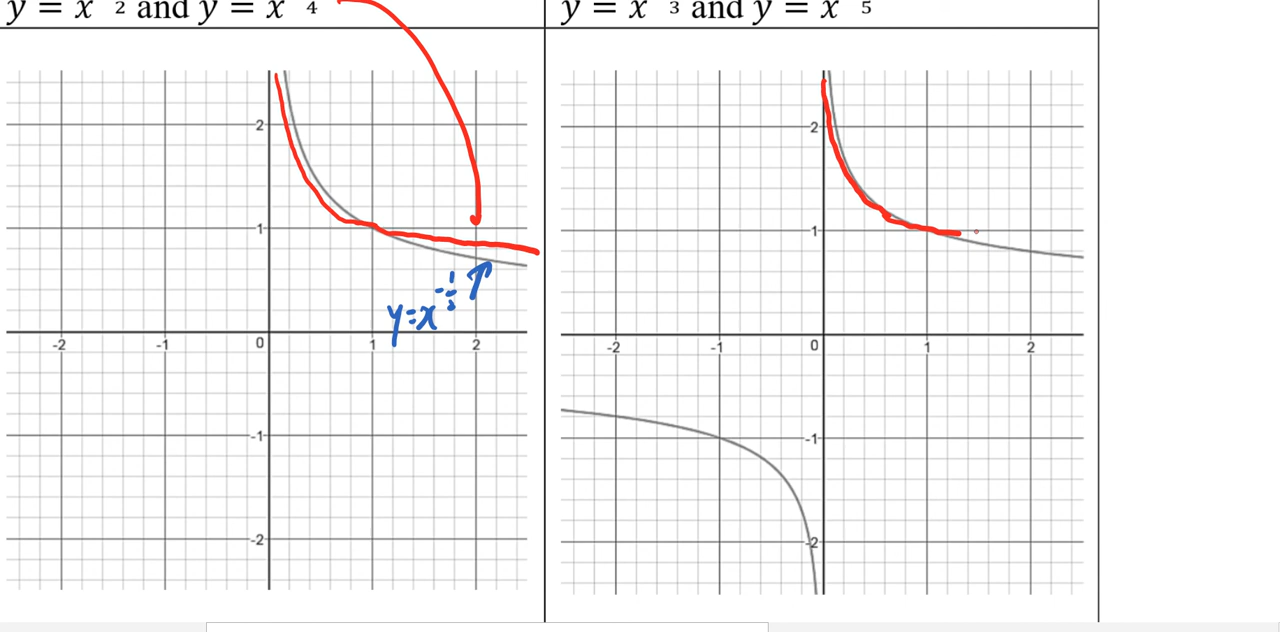 y = x 2 and y = x 4
y = x 3 and y = x 5
2
1
-2 -1 0 1 2
y=x
-1
-2
2
1
-2 -1 0 1 2
-1
-2